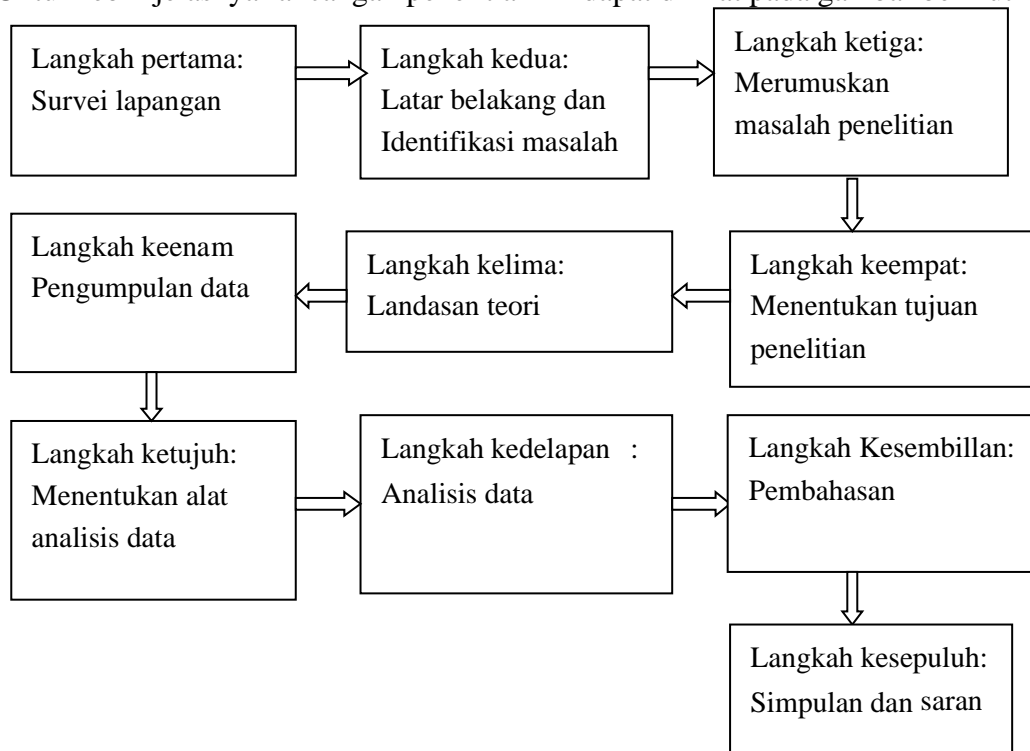 Langkah pertama:
Survei lapangan
Langkah kedua:
Latar belakang dan
Identifikasi masalah
Langkah ketiga:
Merumuskan
masalah penelitian
Langkah keempat:
Menentukan tujuan
penelitian
Langkah kelima:
Landasan teori
Langkah keenam
Pengumpulan data
Langkah ketujuh:
Menentukan alat
analisis data
Langkah kedelapan :
Analisis data
Langkah Kesembillan:
Pembahasan
Langkah kesepuluh:
Simpulan dan saran